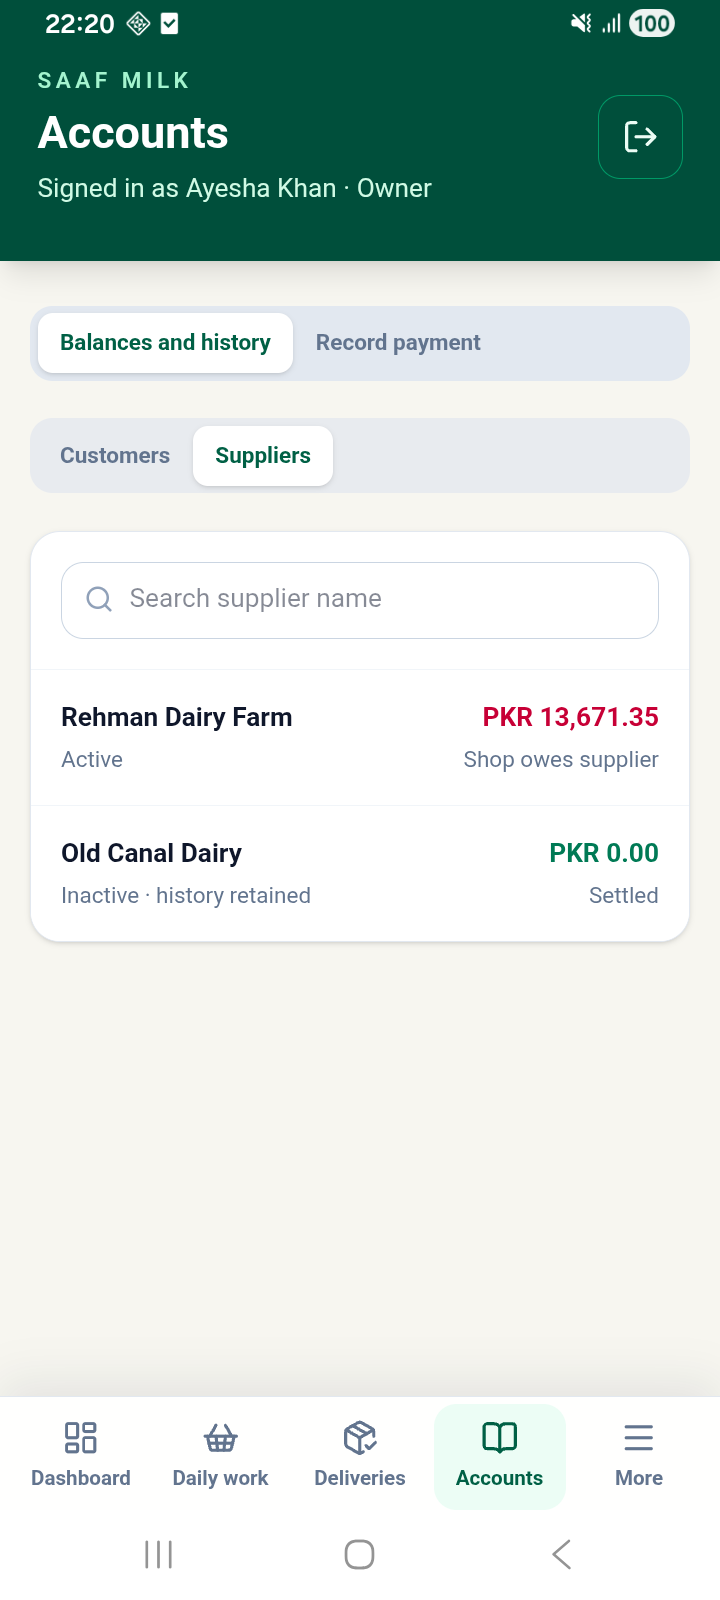 22:20
100
SAAF MILK
Accounts
Signed in as Ayesha Khan · Owner
Balances and history
Record payment
Customers
Suppliers
Search supplier name
Rehman Dairy Farm
PKR 13,671.35
Active
Shop owes supplier
Old Canal Dairy
PKR 0.00
Inactive · history retained
Settled
Dashboard
Daily work
Deliveries
Accounts
More